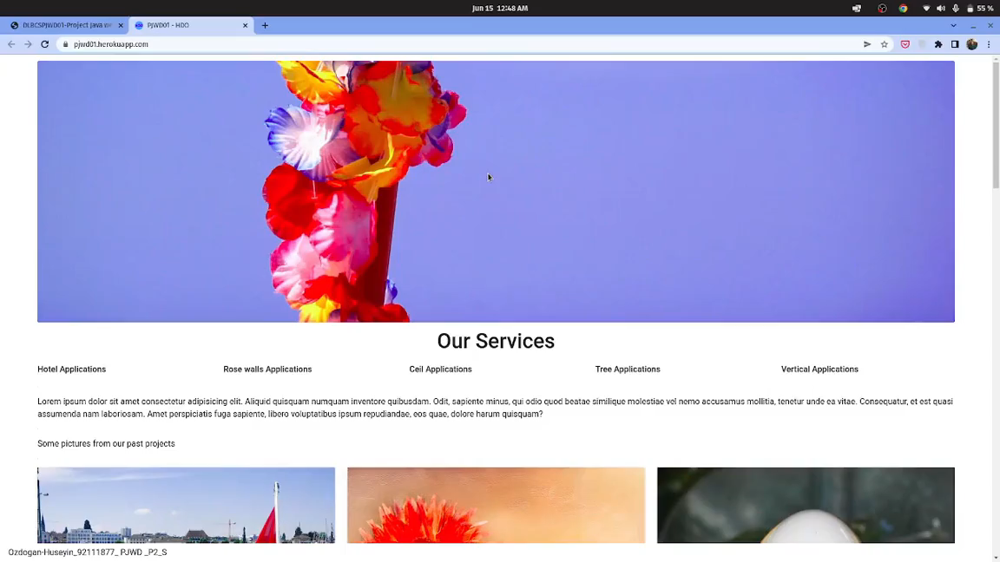 Jun 15 12:48 AM
55 %
DLBCSPJWD01-Project Java we
PJWD01 - HDO
pjwd01.herokuapp.com
Our Services
Hotel Applications Rose walls Applications Ceil Applications Tree Applications Vertical Applications
Lorem ipsum dolor sit amet consectetur adipisicing elit. Aliquid quisquam numquam inventore quibusdam. Odit, sapiente minus, qui odio quod beatae similique molestiae vel nemo accusamus mollitia, tenetur unde ea vitae. Consequatur, et est quasi
assumenda nam laboriosam. Amet perspiciatis fuga sapiente, libero voluptatibus ipsum repudiandae, eos quae, dolore harum quisquam?
Some pictures from our past projects
Ozdogan-Huseyin_92111877_ PJWD _P2_S